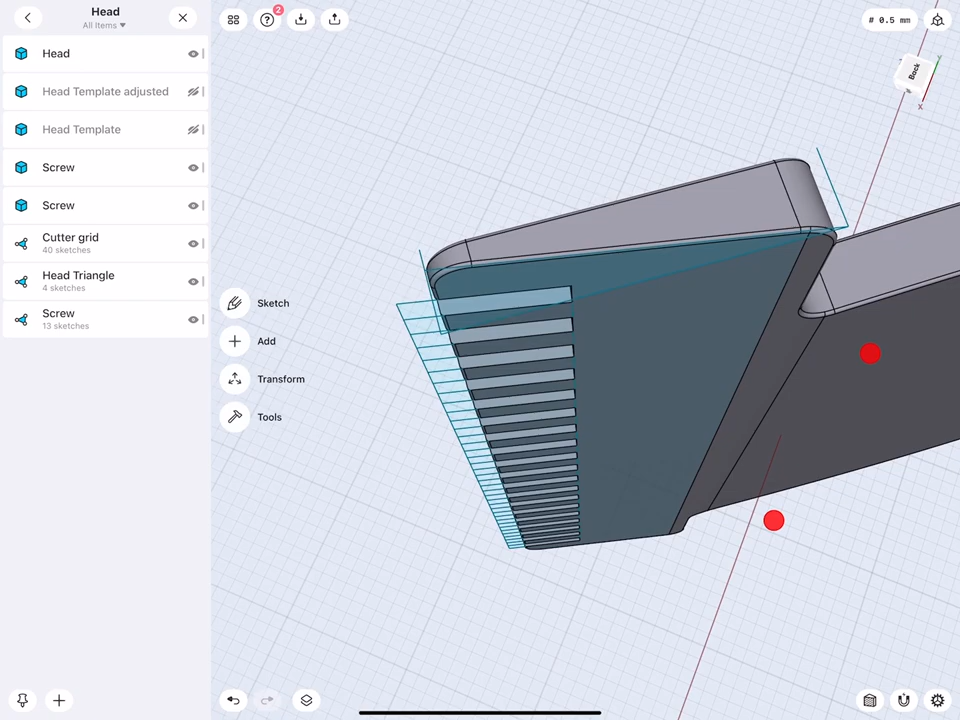 Head
All Items ▼
Head
Head Template adjusted
Head Template
Screw
Screw
Cutter grid
40 sketches
Head Triangle
4 sketches
Screw
13 sketches
2
Sketch
Add
Transform
Tools
# 0.5 mm
Back
Y
X